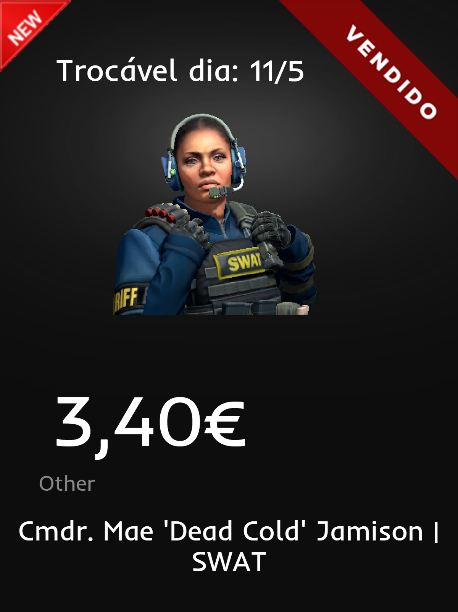 NEW
VENDIDO
Trocável dia: 11/5
SWAT
RIFF
3,40€
Other
Cmdr. Mae 'Dead Cold' Jamison |
SWAT